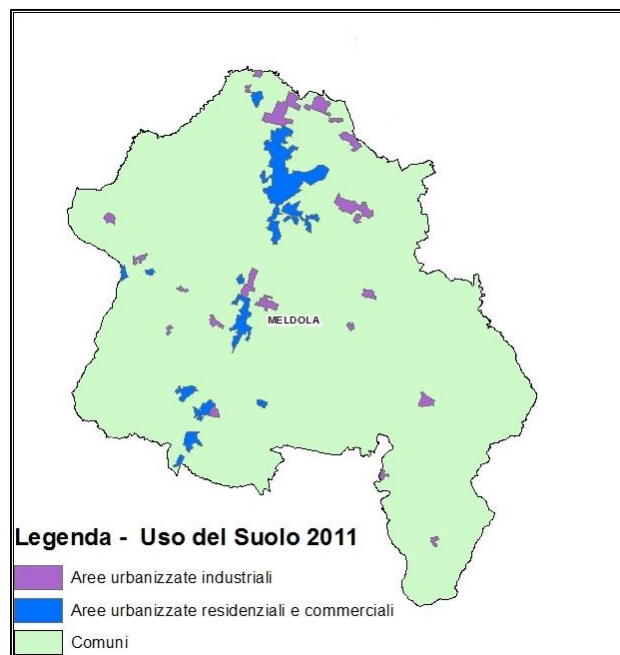 MELDOLA
Legenda - Uso del Suolo 2011
Aree urbanizzate industriali
Aree urbanizzate residenziali e commerciali
Comuni